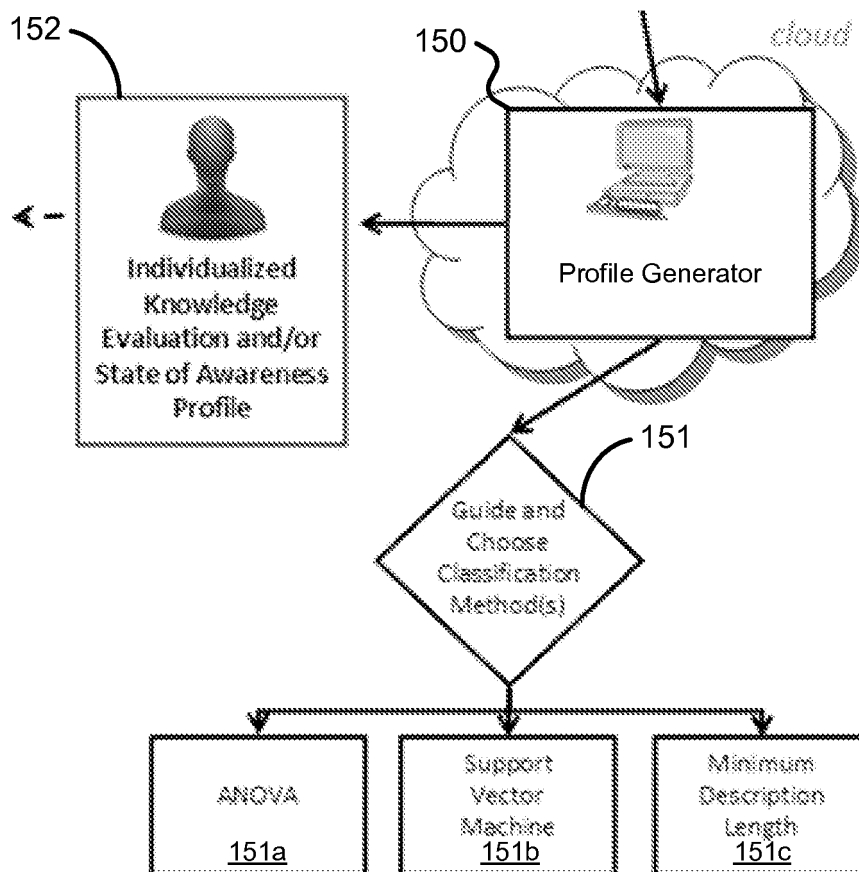 152
150
cloud
Profile Generator
Individualized
Knowledge
Evaluation and/or
State of Awareness
Profile
151
Guide and
Choose
Classification
Method(s)
ANOVA
151a
Support
Vector
Machine
151b
Minimum
Description
Length
151c